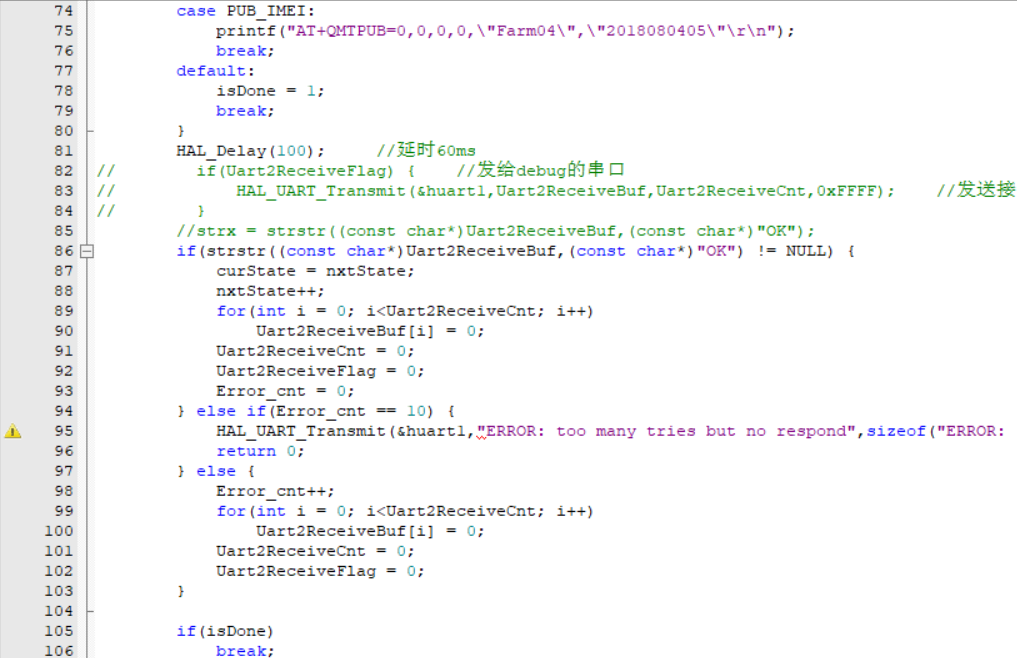 74 case PUB_IMEI:
75 printf("AT+QMTPUB=0,0,0,0,\"Farm04\",\"2018080405\"\r\n");
76 break;
77 default:
78 isDone = 1;
79 break;
80 }
81 HAL_Delay(100); //延时60ms
82 // if(Uart2ReceiveFlag) { //发给debug的串口
83 // HAL_UART_Transmit(&huart1,Uart2ReceiveBuf,Uart2ReceiveCnt,0xFFFF); //发送接
84 // }
85 //strx = strstr((const char*)Uart2ReceiveBuf,(const char*)"OK");
86 if(strstr((const char*)Uart2ReceiveBuf,(const char*)"OK") != NULL) {
87 curState = nxtState;
88 nxtState++;
89 for(int i = 0; i<Uart2ReceiveCnt; i++)
90 Uart2ReceiveBuf[i] = 0;
91 Uart2ReceiveCnt = 0;
92 Uart2ReceiveFlag = 0;
93 Error_cnt = 0;
94 } else if(Error_cnt == 10) {
95 HAL_UART_Transmit(&huart1,"ERROR: too many tries but no respond",sizeof("ERROR:
96 return 0;
97 } else {
98 Error_cnt++;
99 for(int i = 0; i<Uart2ReceiveCnt; i++)
100 Uart2ReceiveBuf[i] = 0;
101 Uart2ReceiveCnt = 0;
102 Uart2ReceiveFlag = 0;
103 }
104
105 if(isDone)
106 break;